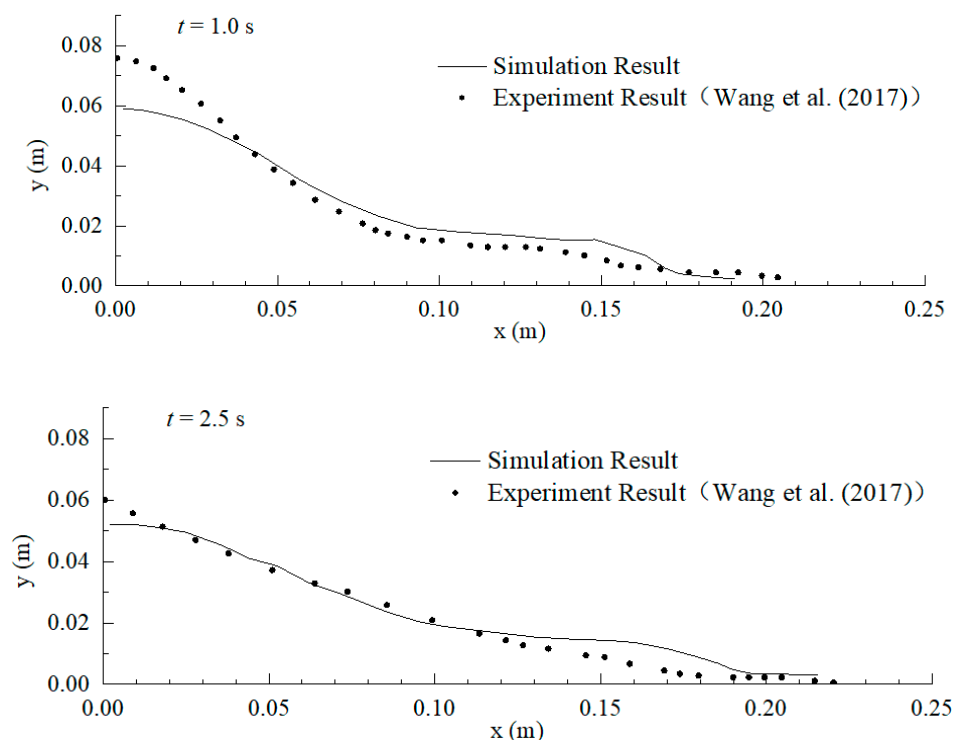 t = 1.0 s
Simulation Result
Experiment Result（Wang et al. (2017)）
y (m)
0.08
0.06
0.04
0.02
0.00
0.00 0.05 0.10 0.15 0.20 0.25
x (m)
t = 2.5 s
Simulation Result
Experiment Result（Wang et al. (2017)）
y (m)
0.08
0.06
0.04
0.02
0.00
0.00 0.05 0.10 0.15 0.20 0.25
x (m)